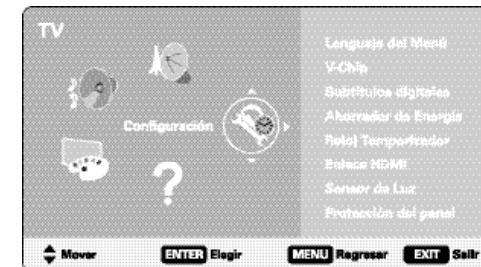 TV
Configuración
Lenguaje del Menú
V-Chip
Subtítulos digitales
Ahorrador de Energía
Reloj Temporizador
Enlace HDMI
Sensor de Luz
Protección del panel
Mover ENTER Elegir MENU Regresar EXIT Salir